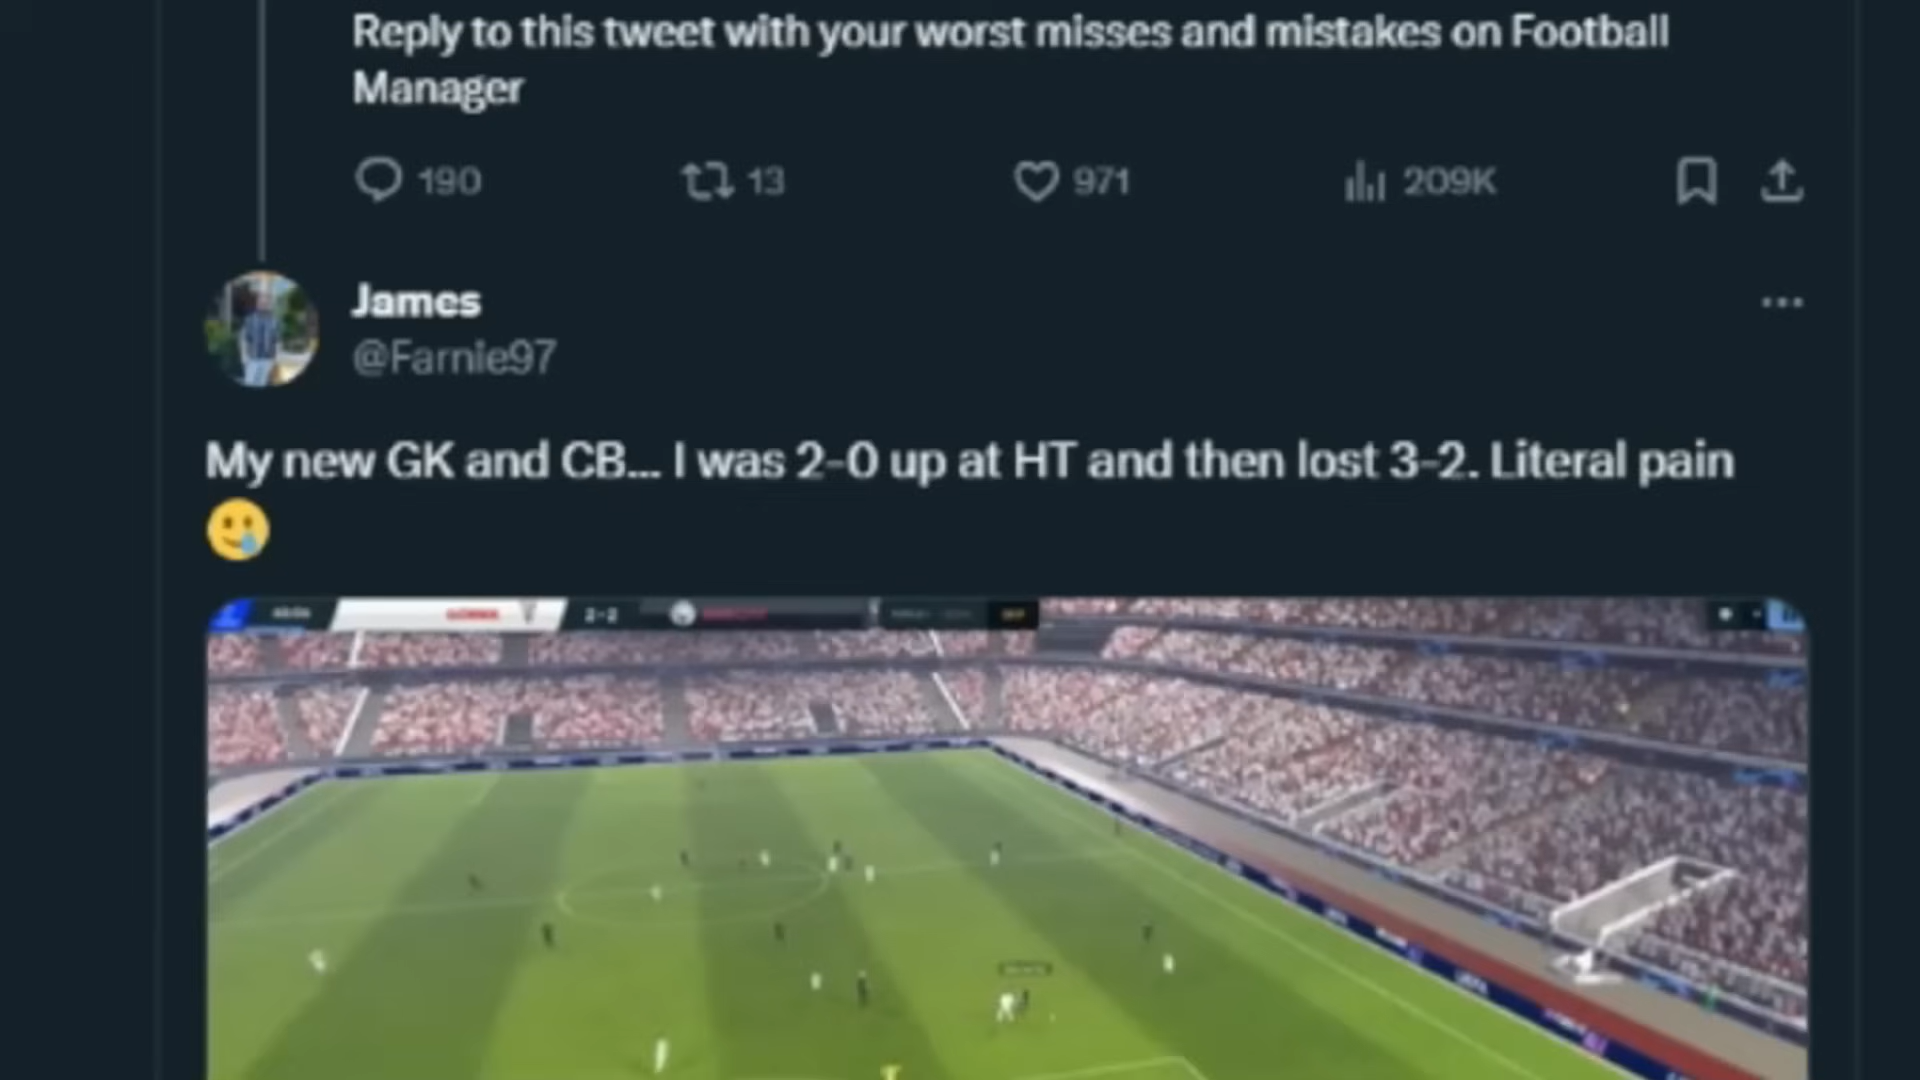 Reply to this tweet with your worst misses and mistakes on Football
Manager
190 13 971 209K
James
@Farnie97
My new GK and CB... I was 2-0 up at HT and then lost 3-2. Literal pain
🥲
2-2